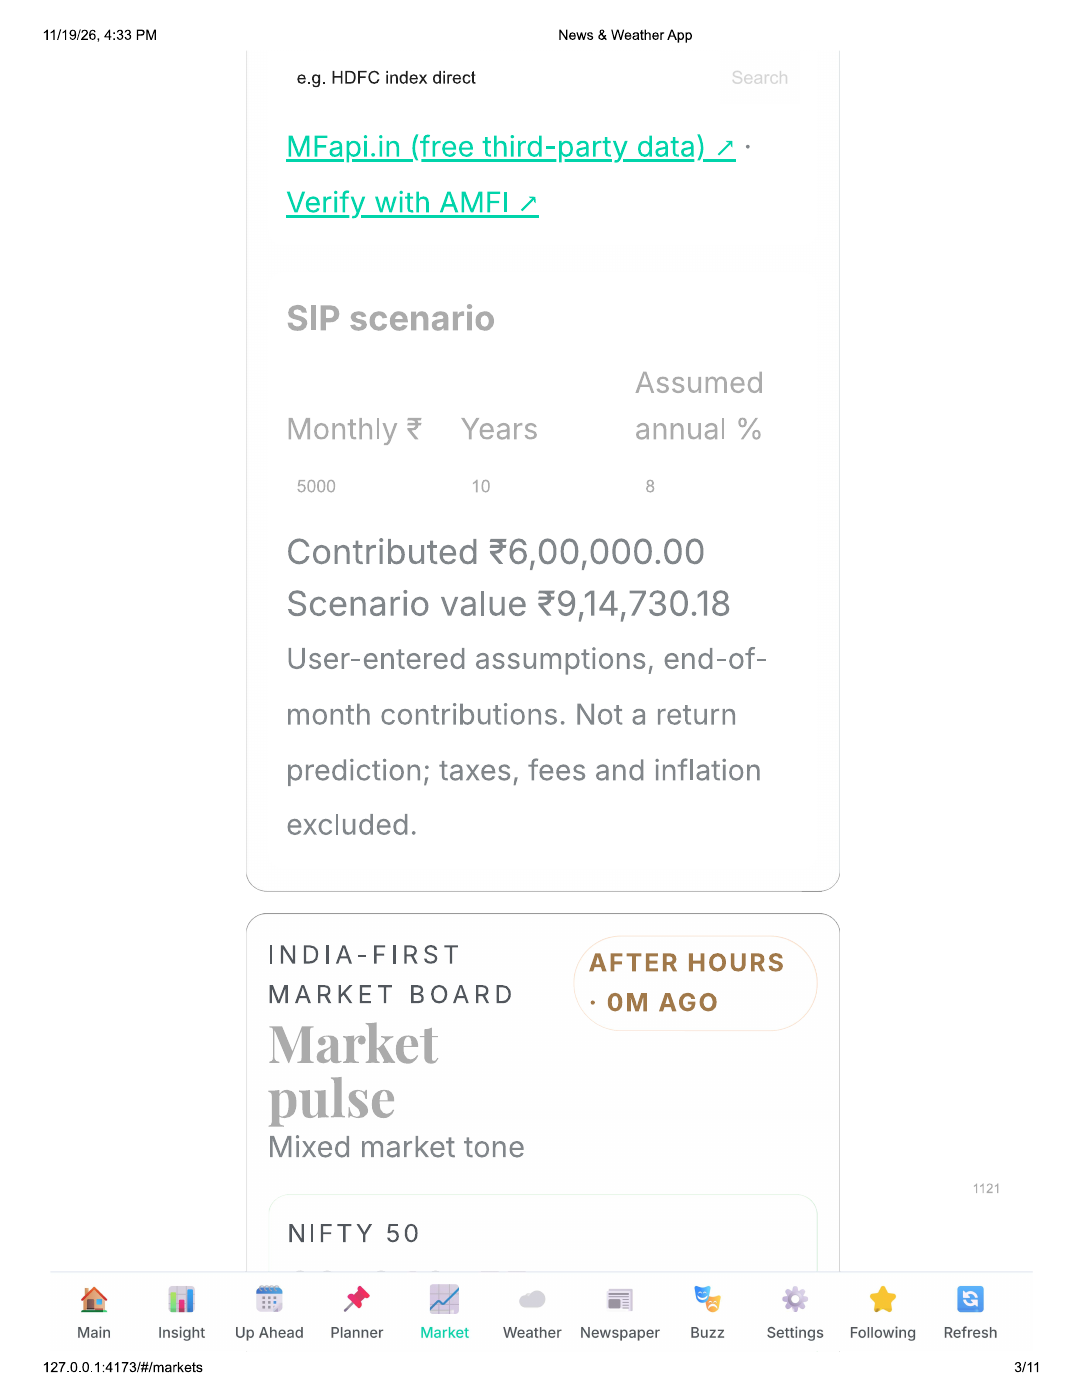 11/19/26, 4:33 PM
News & Weather App
e.g. HDFC index direct
Search
MFapi.in (free third-party data) ↗ ·
Verify with AMFI ↗
SIP scenario
Monthly ₹
Years
Assumed
annual %
5000
10
8
Contributed ₹6,00,000.00
Scenario value ₹9,14,730.18
User-entered assumptions, end-of-
month contributions. Not a return
prediction; taxes, fees and inflation
excluded.
INDIA-FIRST
MARKET BOARD
AFTER HOURS
· 0M AGO
Market
pulse
Mixed market tone
1121
NIFTY 50
Main
Insight
Up Ahead
Planner
Market
Weather
Newspaper
Buzz
Settings
Following
Refresh
127.0.0.1:4173/#/markets
3/11